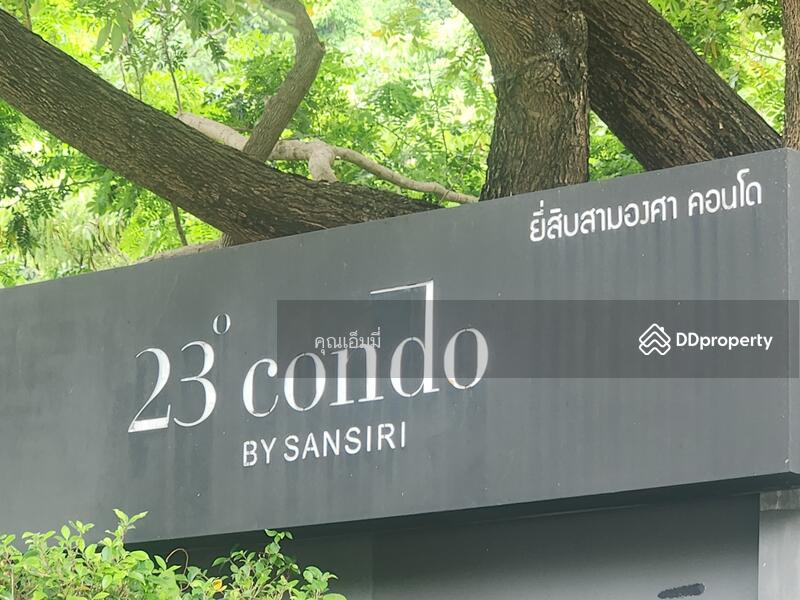 ยี่สิบสามองศา คอนโด
23° condo
BY SANSIRI
คุณเอ็มมี่
DDproperty